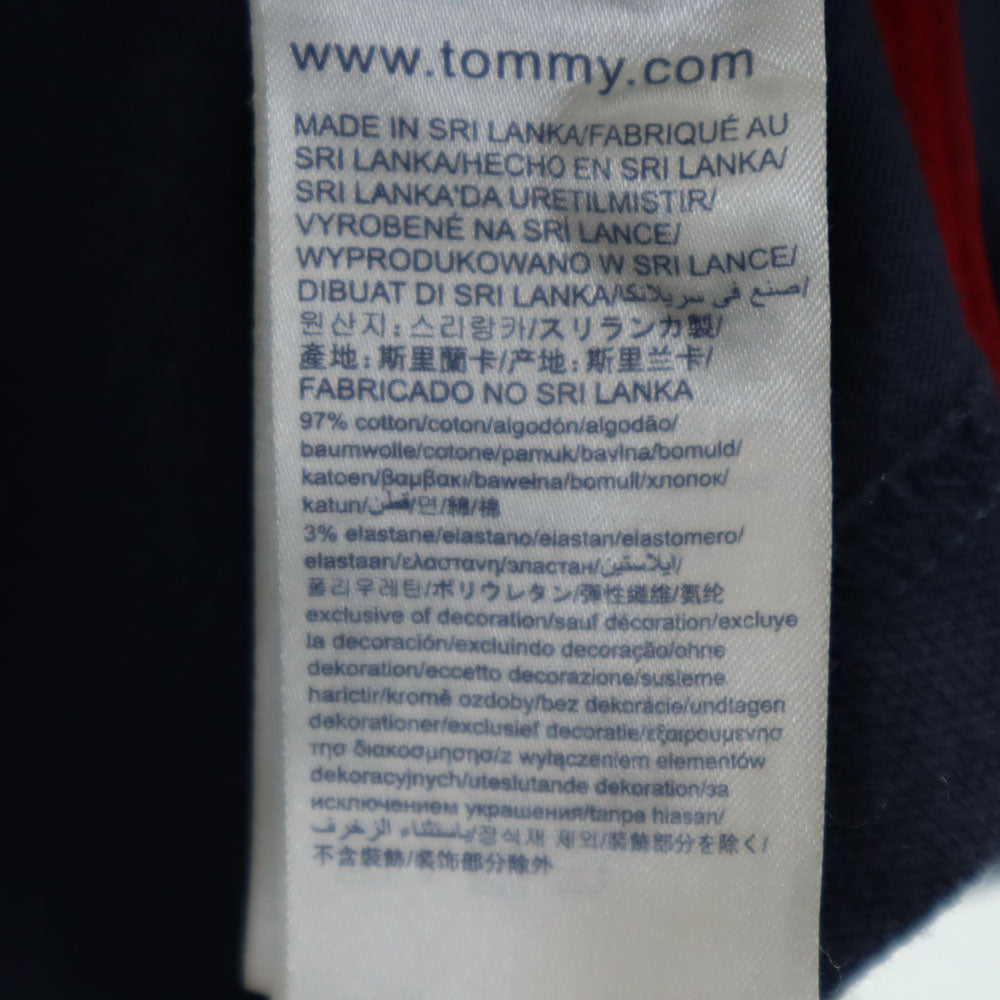 www.tommy.com
MADE IN SRI LANKA/FABRIQUÉ AU
SRI LANKA/HECHO EN SRI LANKA/
SRI LANKA'DA URETILMISTIR/
VYROBENÉ NA SRÍ LANCE/
WYPRODUKOWANO W SRI LANCE/
DIBUAT DI SRI LANKA/صنع في سريلانكا/
원산지: 스리랑카/スリランカ製/
產地: 斯里蘭卡/产地: 斯里兰卡/
FABRICADO NO SRI LANKA
97% cotton/coton/algodón/algodão/
baumwolle/cotone/pamuk/bavlna/bomuld/
katoen/βαμβακι/bawełna/bomull/хлопок/
katun/قطن/면/綿/棉
3% elastane/elastano/elastan/elastomero/
elastaan/ελαστανη/эластан/ايلاستين/
폴리우레탄/ポリウレタン/彈性纖維/氨纶
exclusive of decoration/sauf décoration/excluye
la decoración/excluindo decoração/ohne
dekoration/eccetto decorazione/susleme
harictir/kromě ozdoby/bez dekorácie/undtagen
dekorationer/exclusief decoratie/εξαιρουμενησ
τησ διακοσμησησ/z wyłączeniem elementów
dekoracyjnych/uteslutande dekoration/за
исключением украшения/tanpa hiasan/
باستثناء الزخرف/장식재 제외/装飾部分を除く/
不含裝飾/装饰部分除外